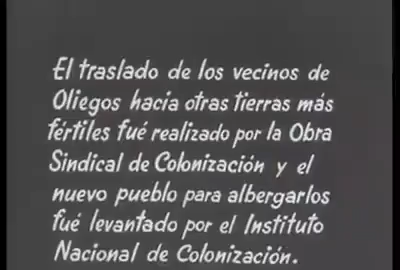 El traslado de los vecinos de
Oliegos hacia otras tierras más
fértiles fué realizado por la Obra
Sindical de Colonización y el
nuevo pueblo para albergarlos
fué levantado por el Instituto
Nacional de Colonización.